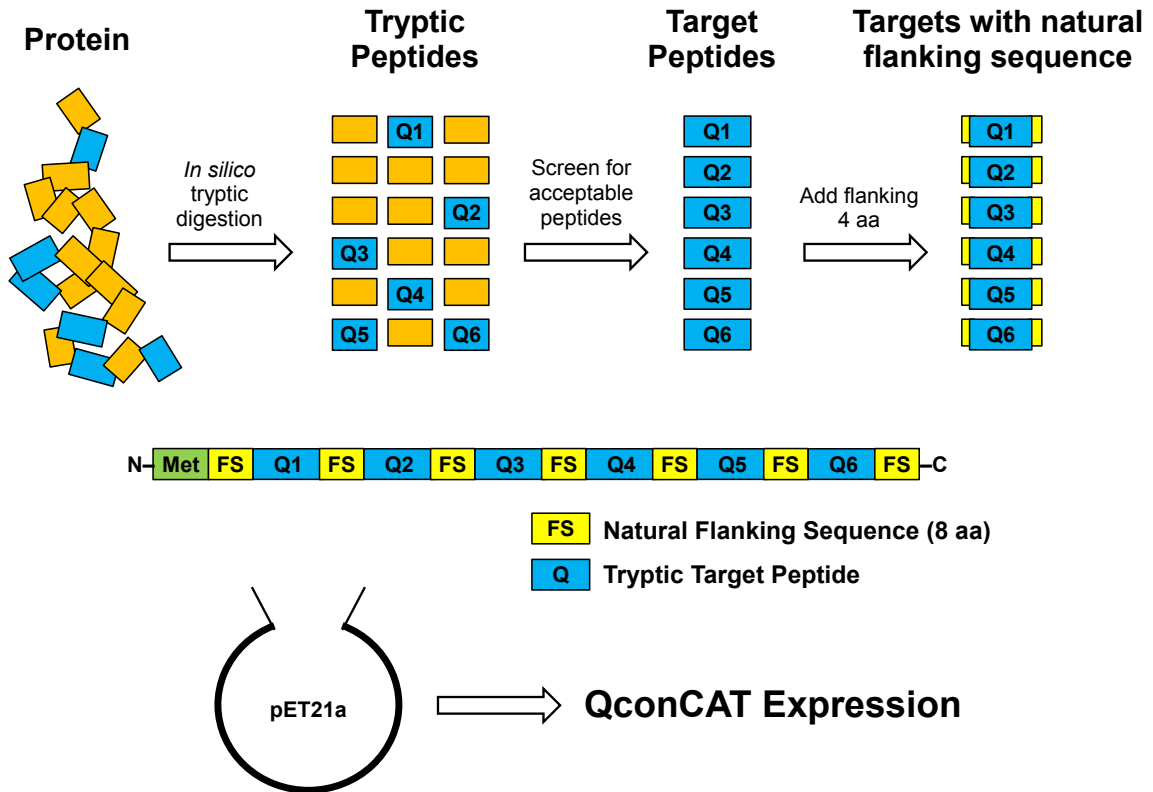 Protein
Tryptic
Peptides
Target
Peptides
Targets with natural
flanking sequence
In silico
tryptic
digestion
Screen for
acceptable
peptides
Add flanking
4 aa
Q1
Q2
Q3
Q4
Q5
Q6
Q1
Q2
Q3
Q4
Q5
Q6
Q1
Q2
Q3
Q4
Q5
Q6
N Met FS Q1 FS Q2 FS Q3 FS Q4 FS Q5 FS Q6 FS C
FS Natural Flanking Sequence (8 aa)
Q Tryptic Target Peptide
pET21a
QconCAT Expression